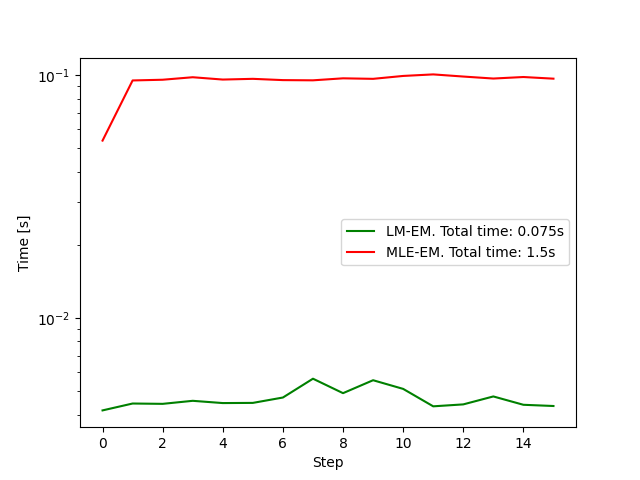 10⁻¹
10⁻²
Time [s]
LM-EM. Total time: 0.075s
MLE-EM. Total time: 1.5s
0 2 4 6 8 10 12 14
Step